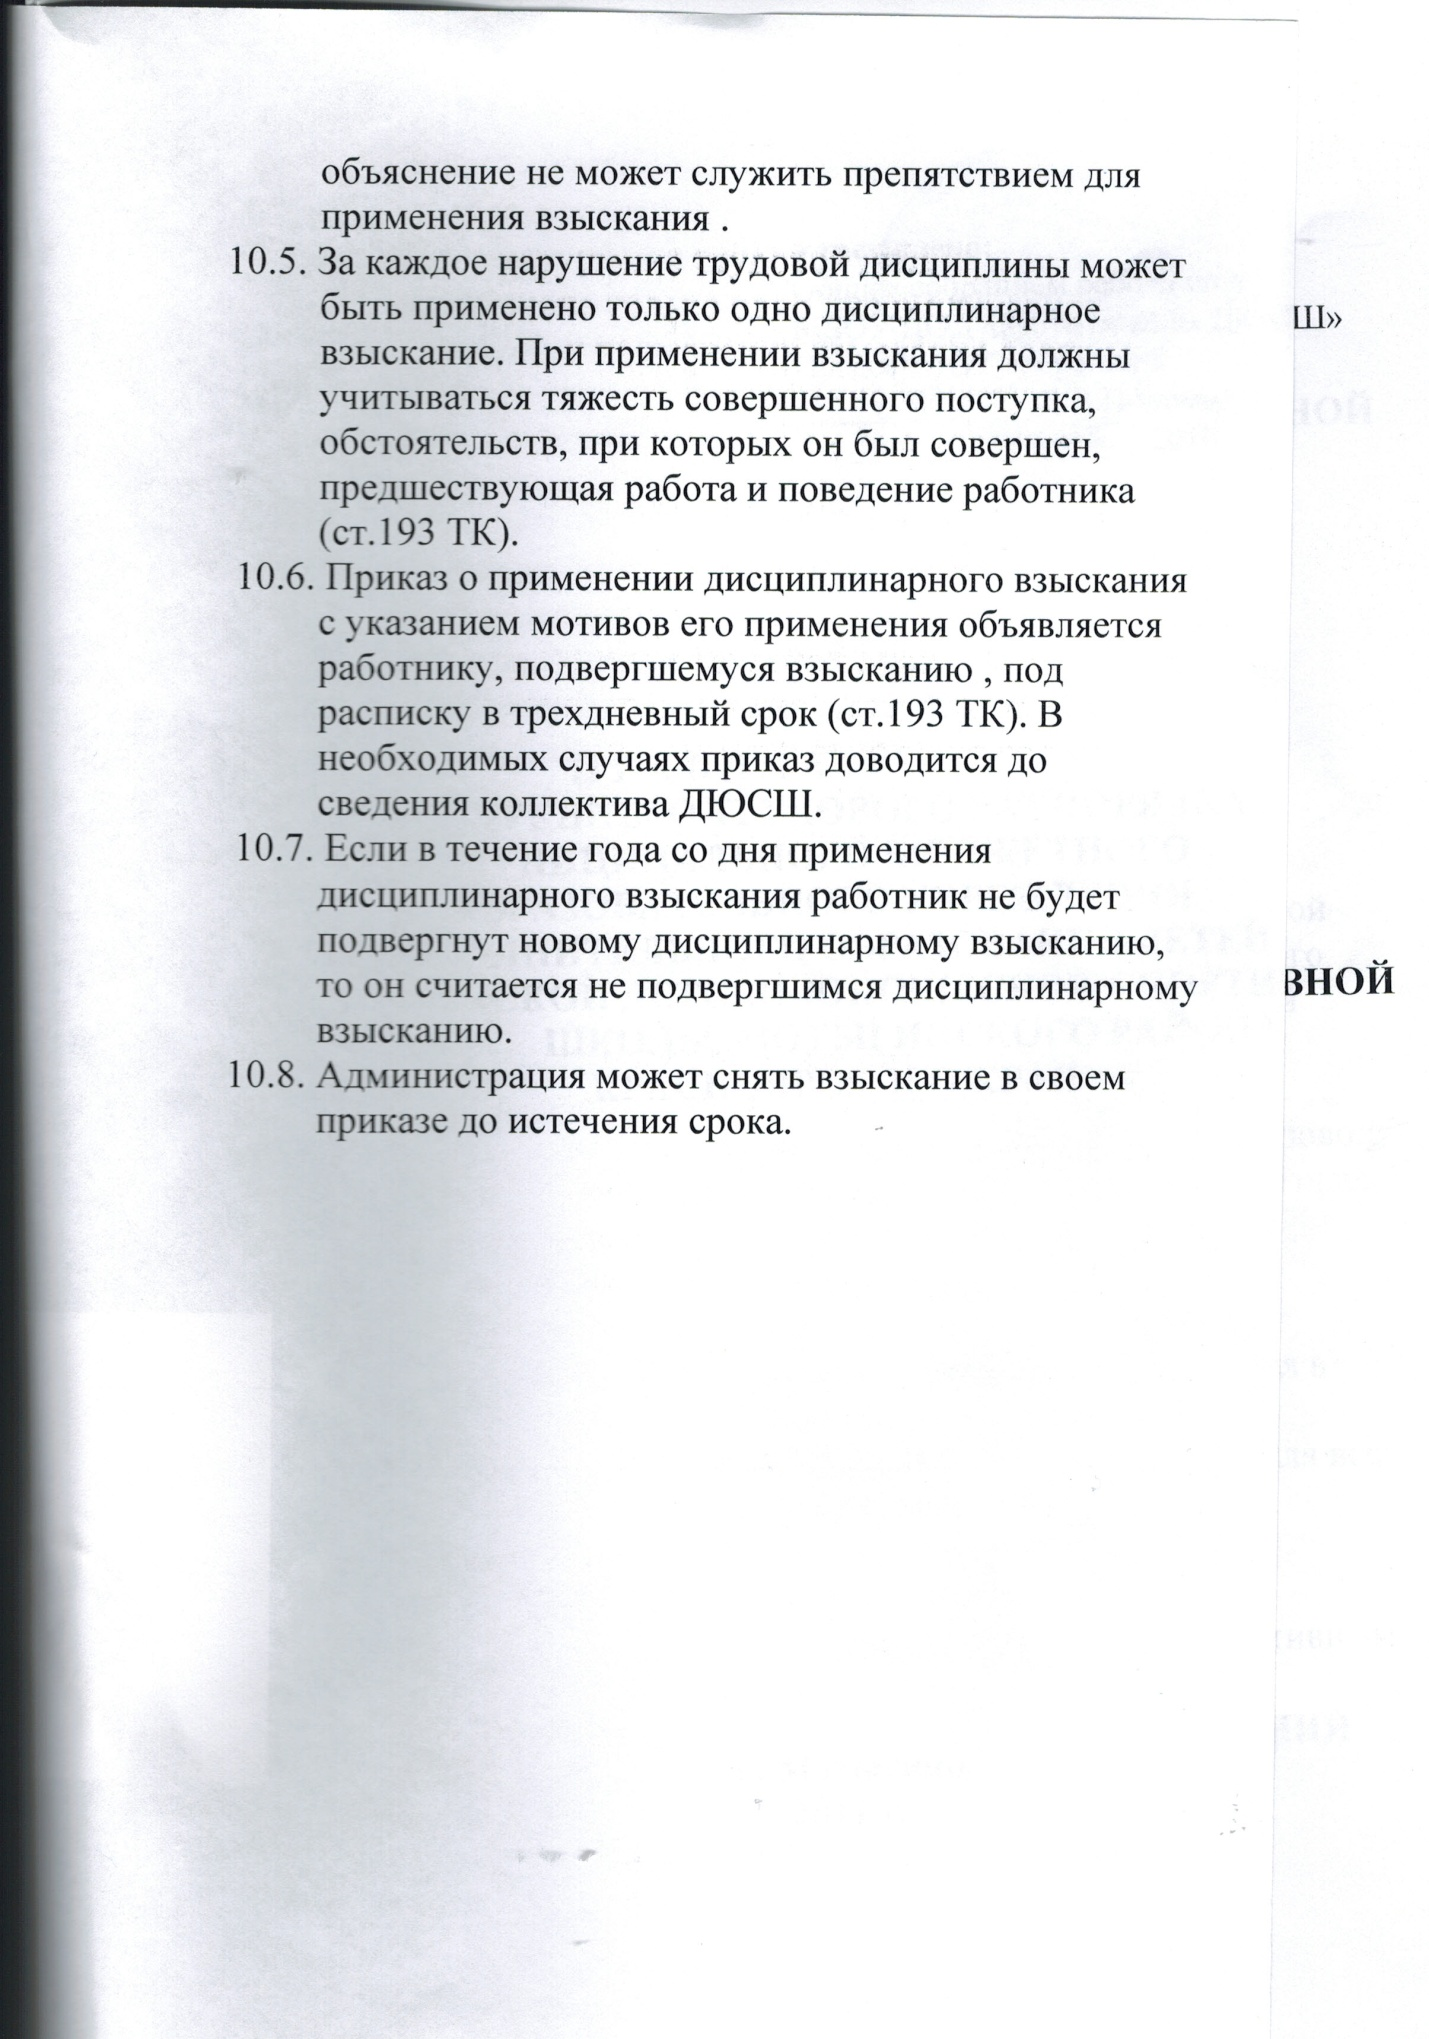 объяснение не может служить препятствием для
применения взыскания .
10.5. За каждое нарушение трудовой дисциплины может
быть применено только одно дисциплинарное
взыскание. При применении взыскания должны
учитываться тяжесть совершенного поступка,
обстоятельств, при которых он был совершен,
предшествующая работа и поведение работника
(ст.193 ТК).
10.6. Приказ о применении дисциплинарного взыскания
с указанием мотивов его применения объявляется
работнику, подвергшемуся взысканию , под
расписку в трехдневный срок (ст.193 ТК). В
необходимых случаях приказ доводится до
сведения коллектива ДЮСШ.
10.7. Если в течение года со дня применения
дисциплинарного взыскания работник не будет
подвергнут новому дисциплинарному взысканию,
то он считается не подвергшимся дисциплинарному
взысканию.
10.8. Администрация может снять взыскание в своем
приказе до истечения срока.
Ш»
ВНОЙ